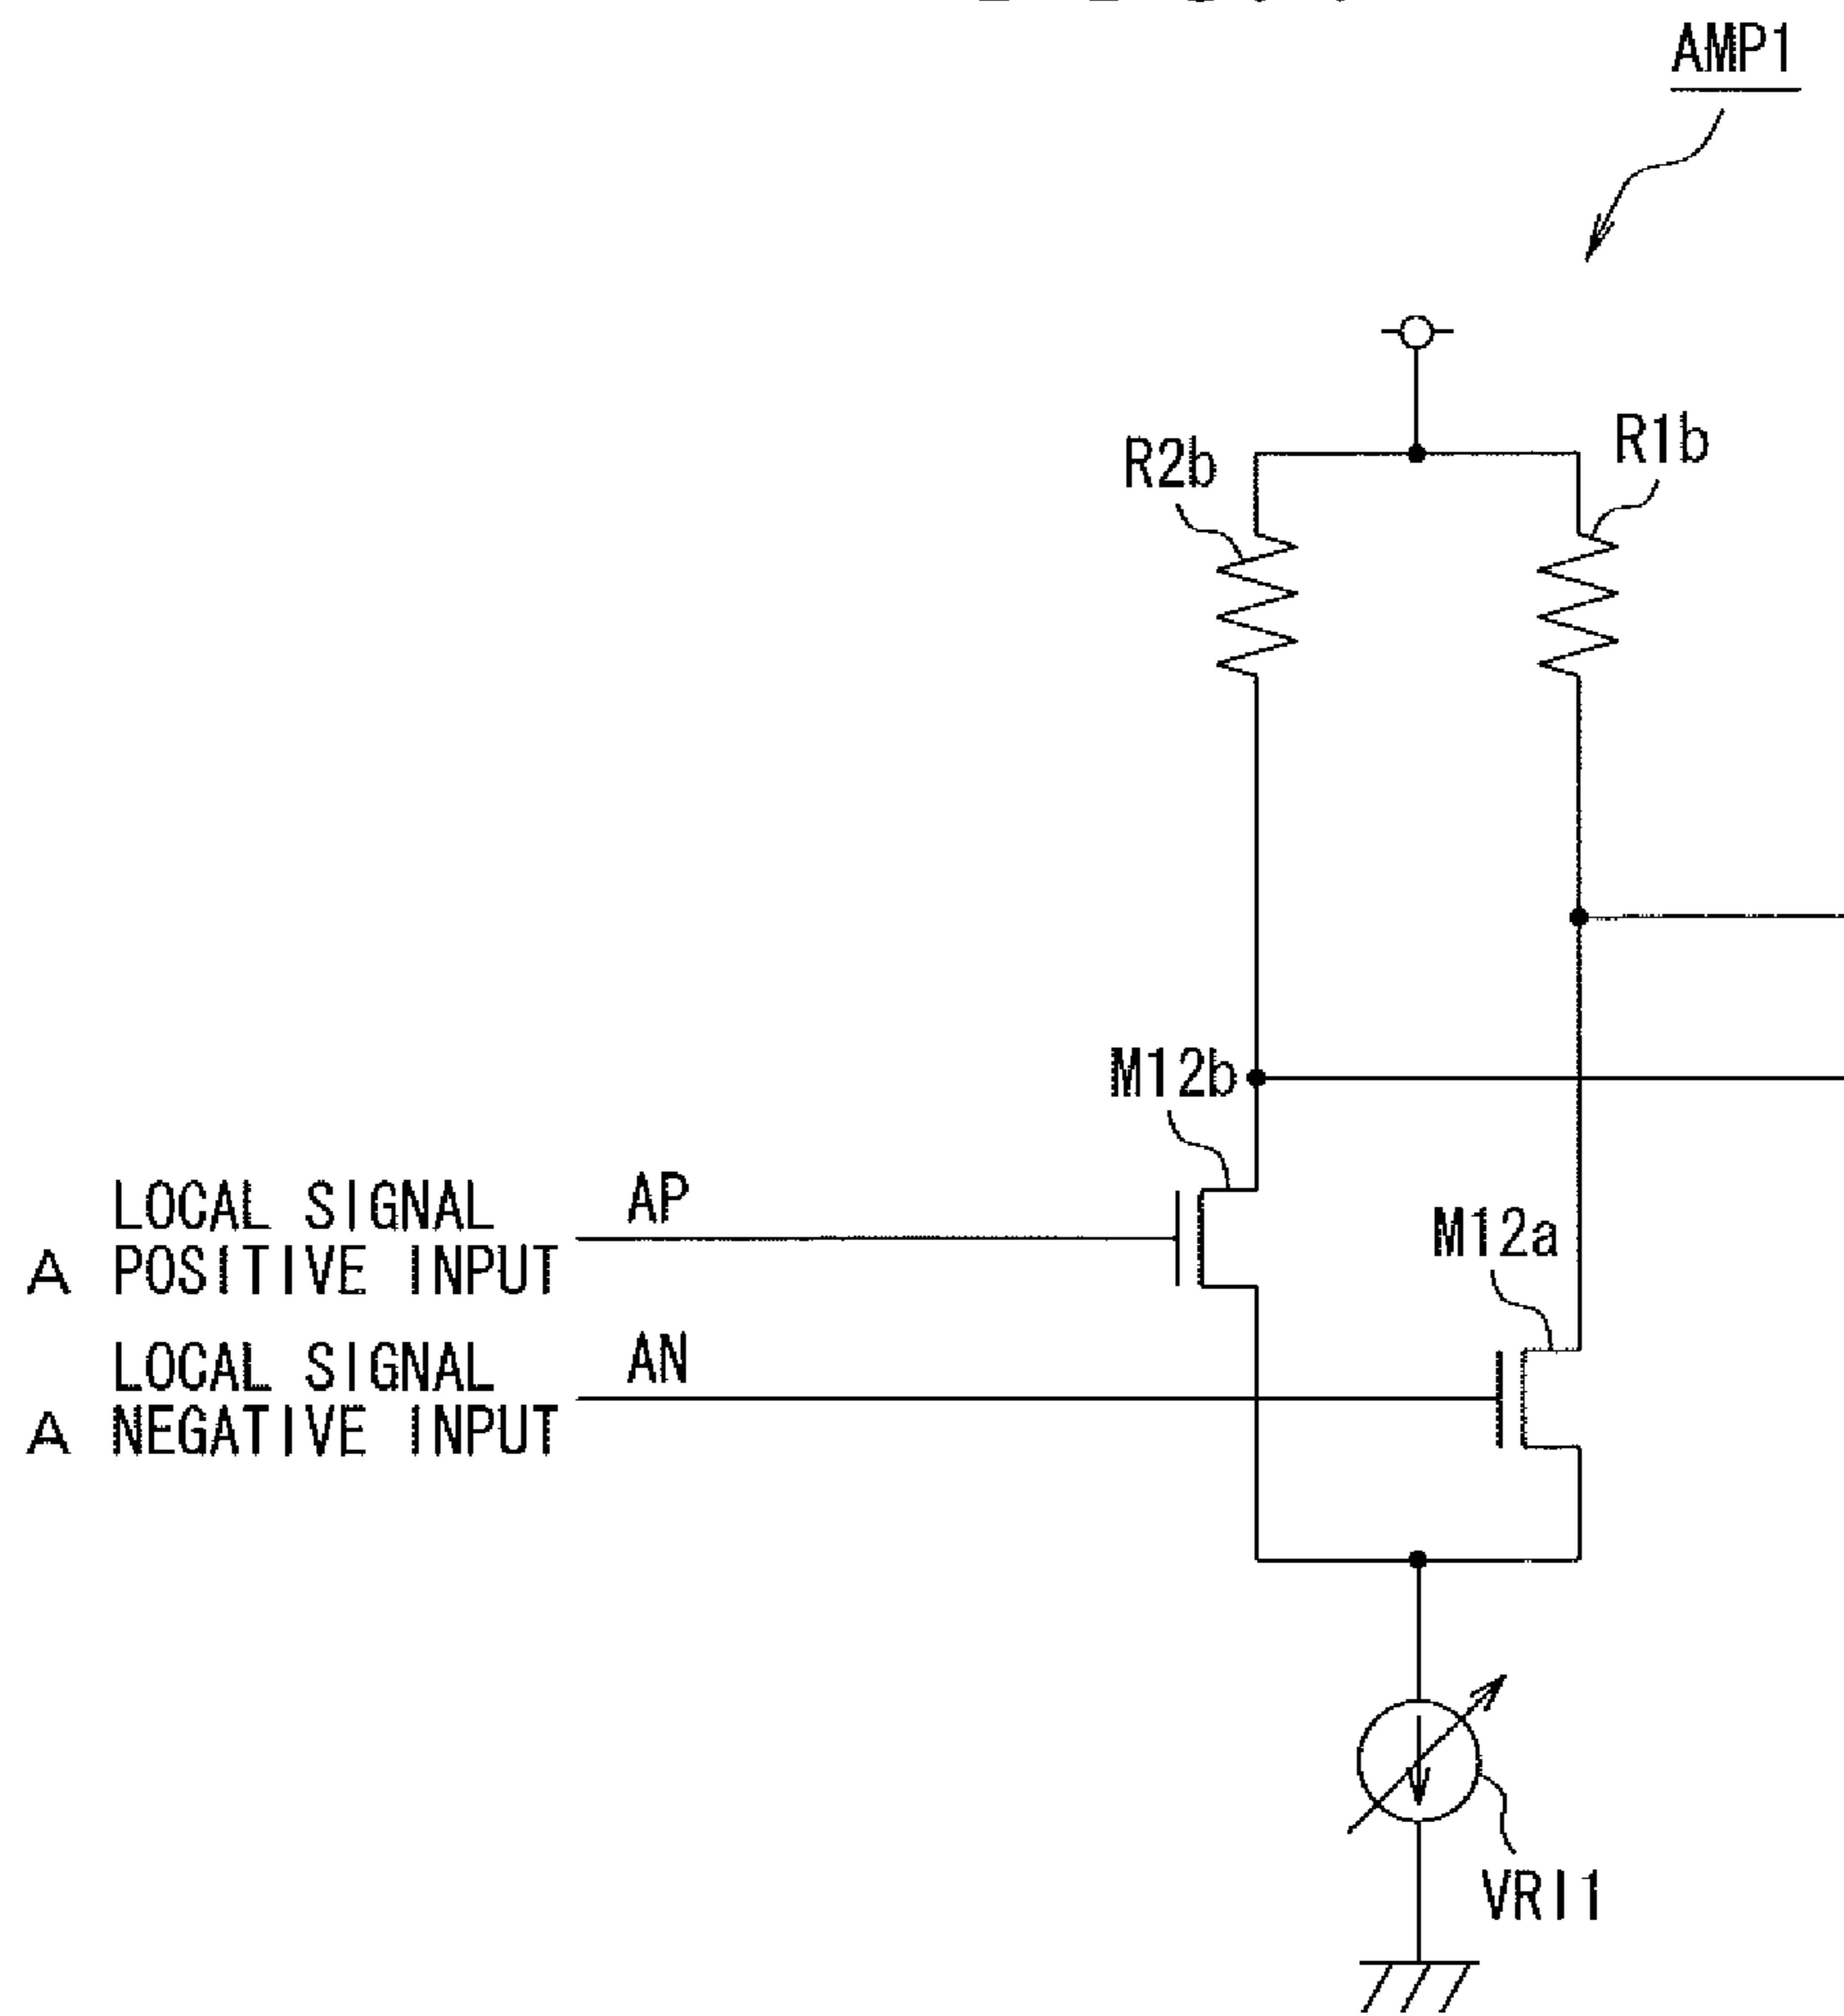 AMP1
R2b
R1b
M12b
LOCAL SIGNAL
A POSITIVE INPUT
AP
M12a
LOCAL SIGNAL
A NEGATIVE INPUT
AN
VRI1